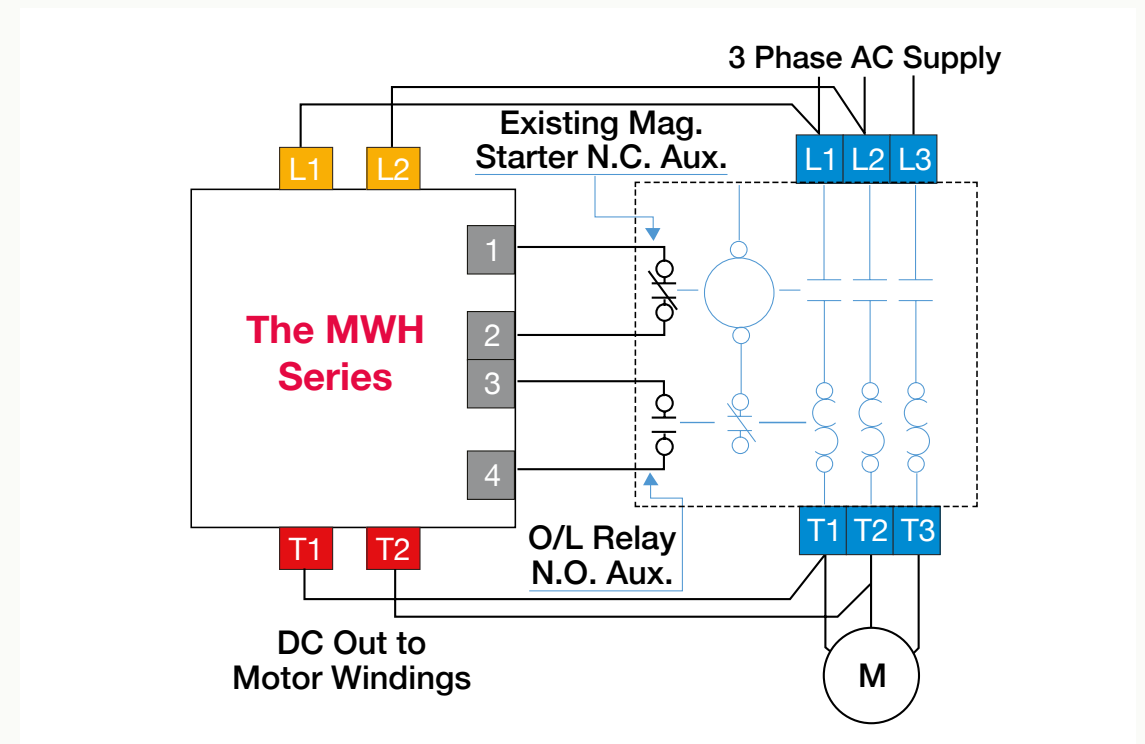 3 Phase AC Supply
Existing Mag.
Starter N.C. Aux.
L1 L2
L1 L2 L3
1
2
3
4
The MWH
Series
T1 T2
T1 T2 T3
O/L Relay
N.O. Aux.
DC Out to
Motor Windings
M